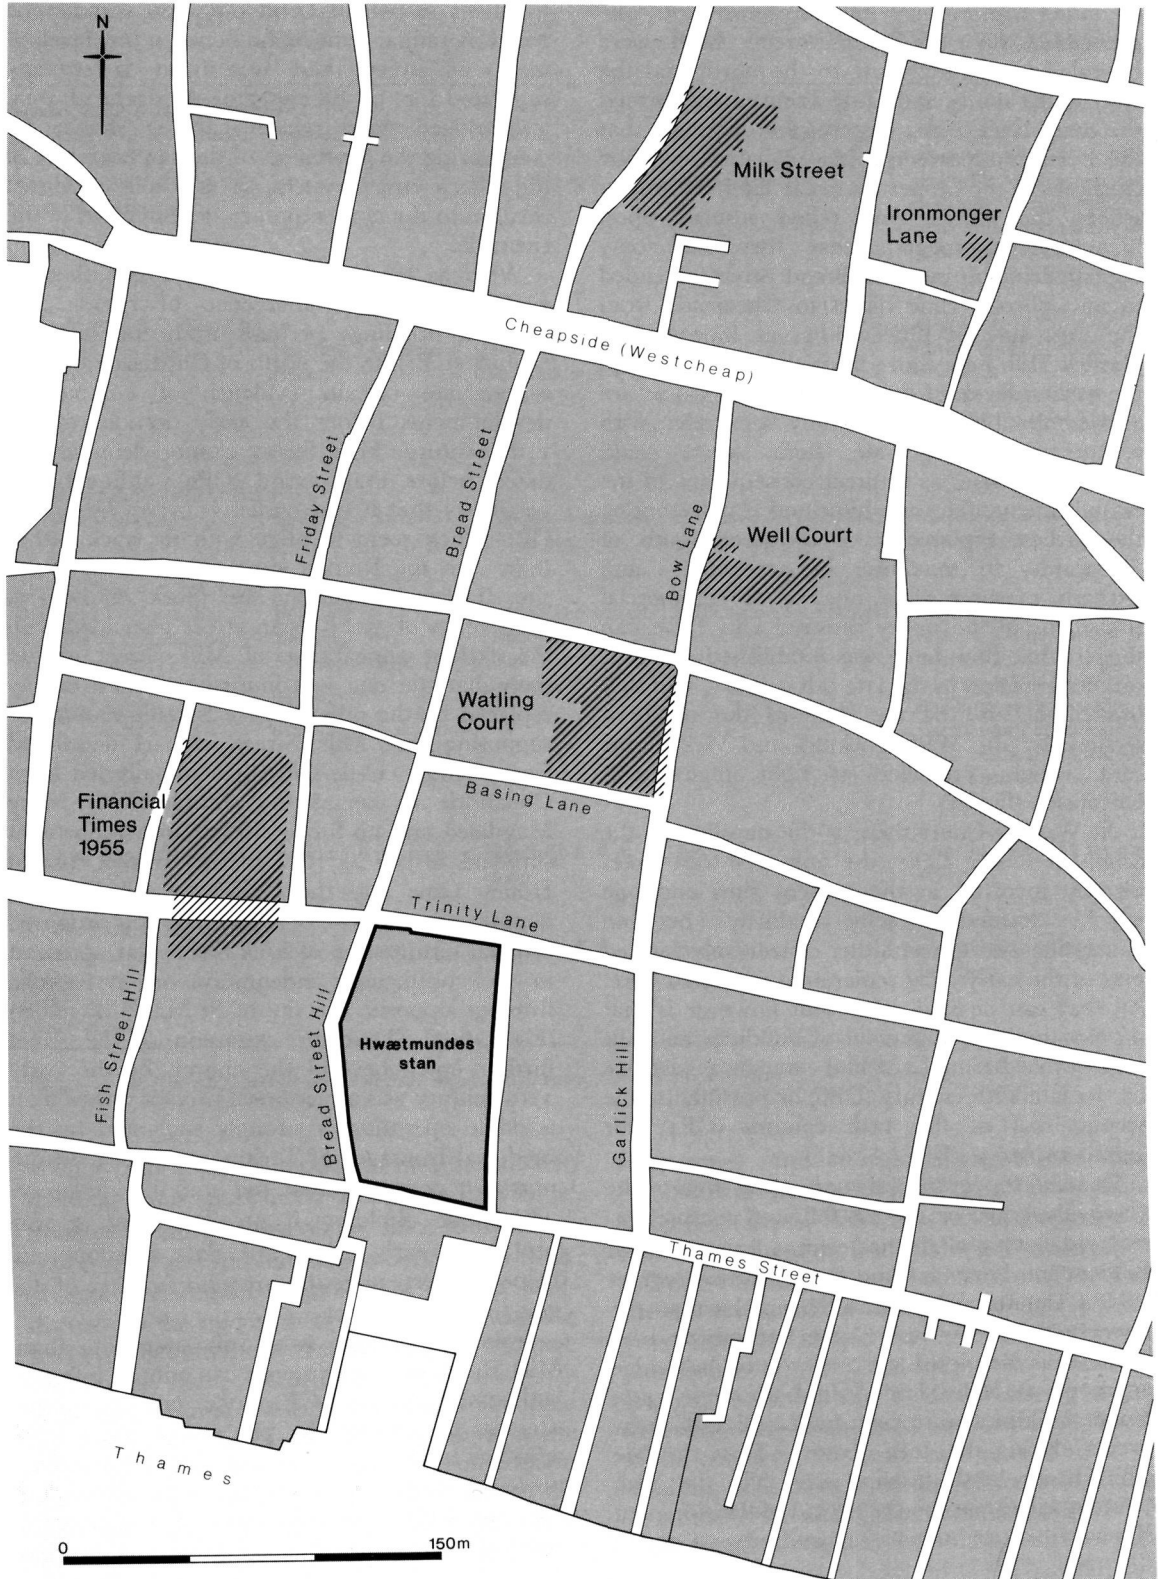 N
Milk Street
Ironmonger
Lane
Cheapside (Westcheap)
Friday Street
Bread Street
Bow Lane
Well Court
Watling
Court
Basing Lane
Financial
Times
1955
Trinity Lane
Fish Street Hill
Bread Street Hill
Hwætmundes
stan
Garlick Hill
Thames Street
Thames
0
150m